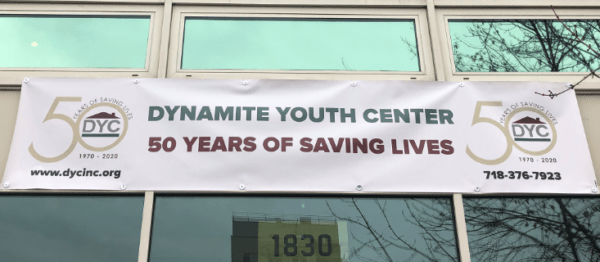 50
YEARS OF SAVING LIVES
DYC
1970 - 2020
www.dycinc.org
DYNAMITE YOUTH CENTER
50 YEARS OF SAVING LIVES
50
YEARS OF SAVING LIVES
DYC
1970 - 2020
718-376-7923
1830